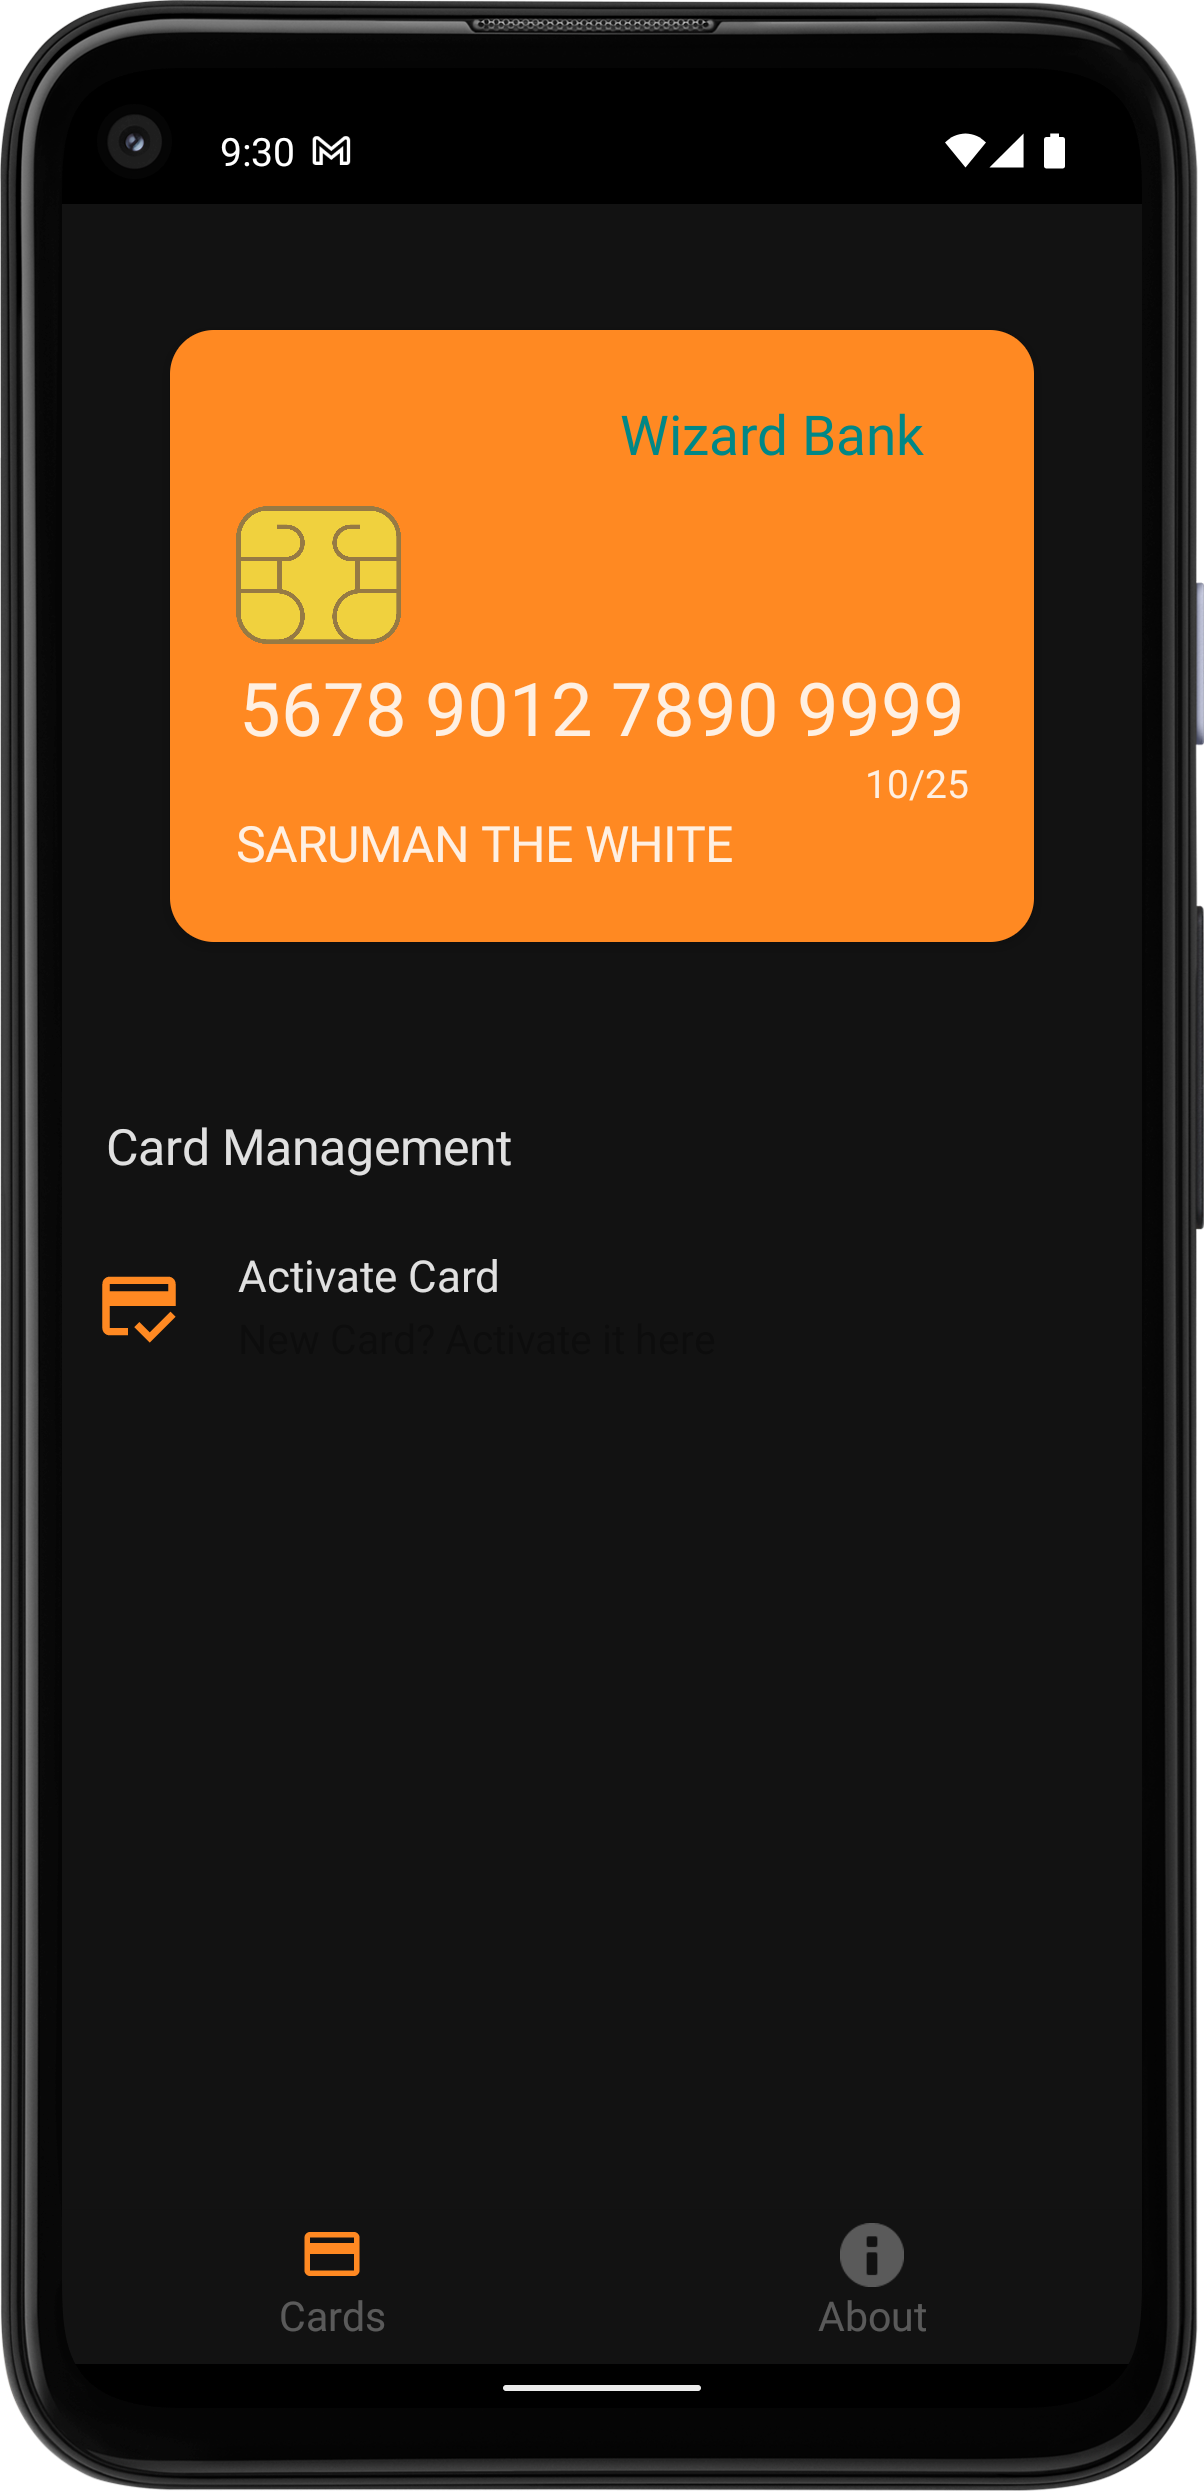 9:30
Wizard Bank
5678 9012 7890 9999
10/25
SARUMAN THE WHITE
Card Management
Activate Card
New Card? Activate it here
Cards
About